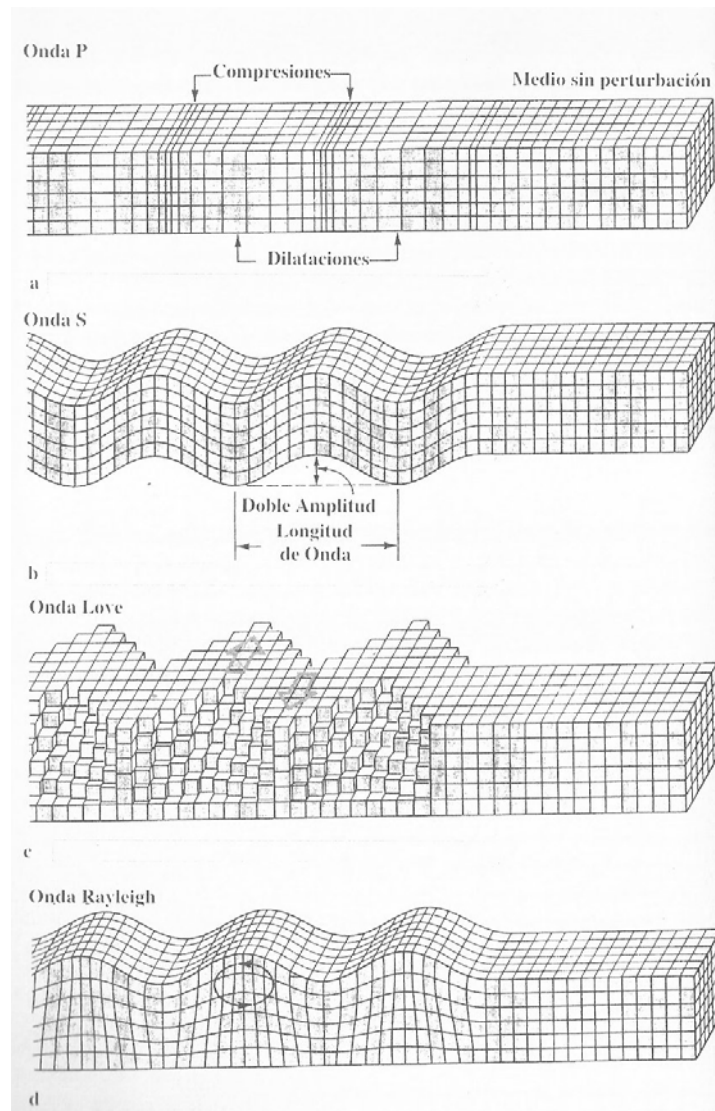 Onda P
Compresiones
Medio sin perturbación
Dilataciones
a
Onda S
Doble Amplitud
Longitud
de Onda
b
Onda Love
c
Onda Rayleigh
d